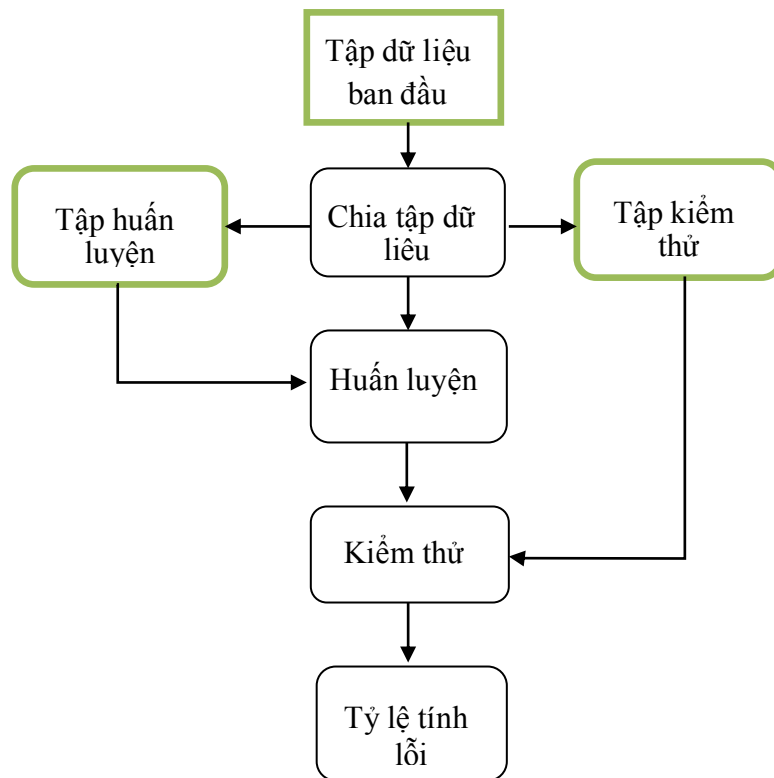 Tập dữ liệu
ban đầu
Tập huấn
luyện
Chia tập dữ
liêu
Tập kiểm
thử
Huấn luyện
Kiểm thử
Tỷ lệ tính
lỗi